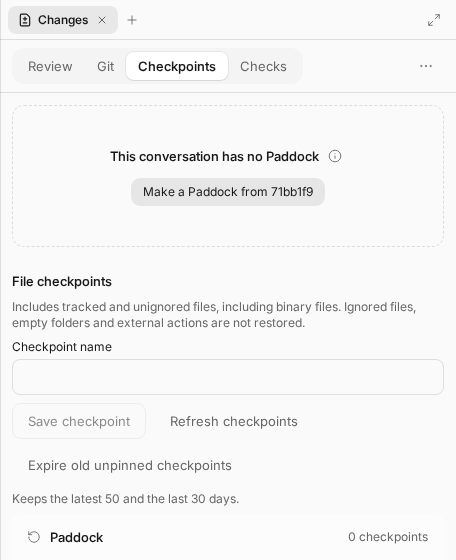 Changes
Review Git Checkpoints Checks
This conversation has no Paddock
Make a Paddock from 71bb1f9
File checkpoints
Includes tracked and unignored files, including binary files. Ignored files,
empty folders and external actions are not restored.
Checkpoint name
Save checkpoint Refresh checkpoints
Expire old unpinned checkpoints
Keeps the latest 50 and the last 30 days.
Paddock 0 checkpoints